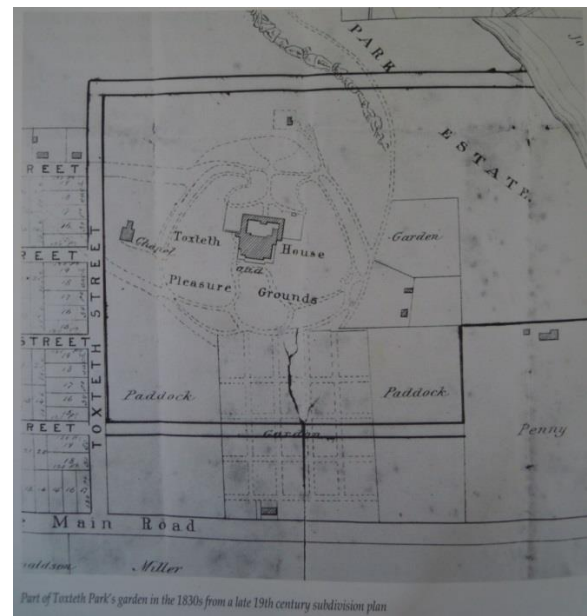 PARK
ESTATE
REET
Garden
Toxteth House
Chapel
and
Pleasure Grounds
STREET
STREET
TOXTETH STREET
Paddock
Paddock
REET
Garden
Penny
Main Road
Miller
Part of Toxteth Park's garden in the 1830s from a late 19th century subdivision plan